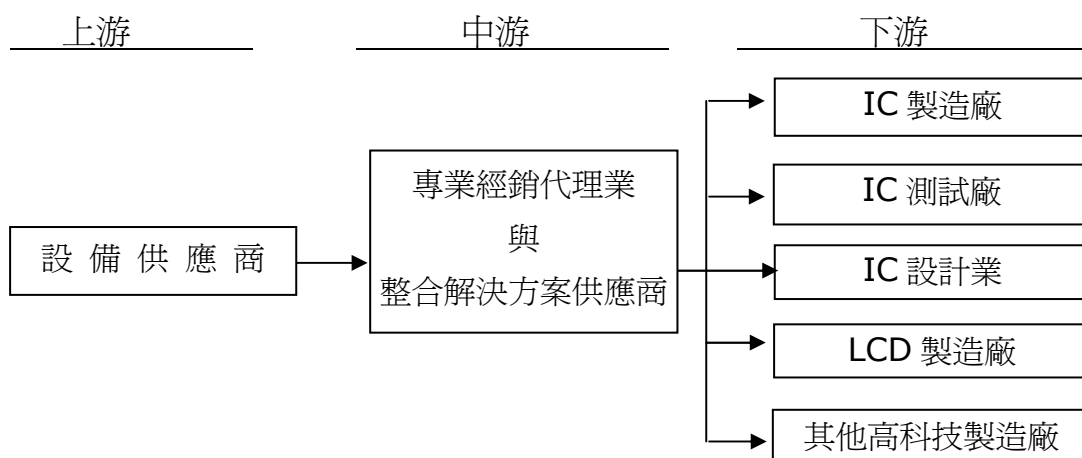 上游
中游
下游
設備供應商
專業經銷代理業
與
整合解決方案供應商
IC 製造廠
IC 測試廠
IC 設計業
LCD 製造廠
其他高科技製造廠